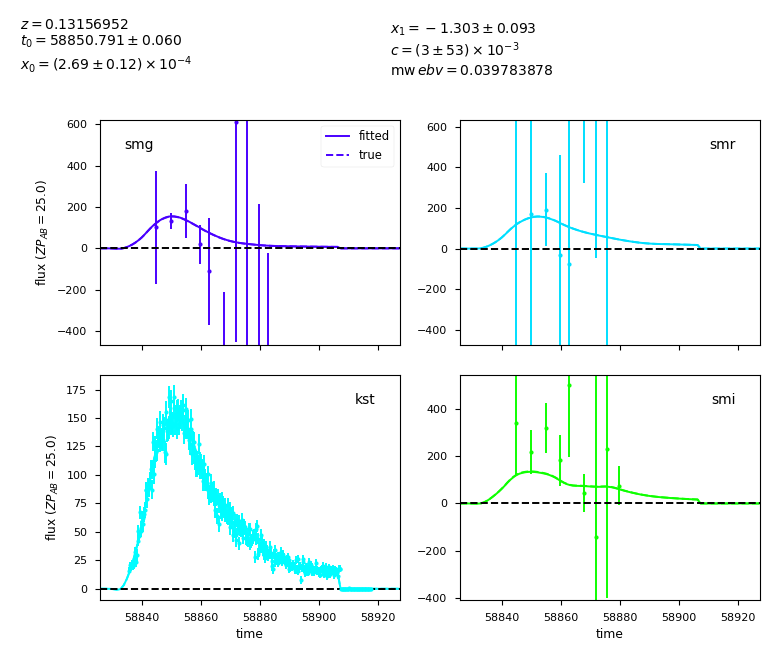 z = 0.13156952
t₀ = 58850.791 ± 0.060
x₀ = (2.69 ± 0.12) × 10⁻⁴
x₁ = −1.303 ± 0.093
c = (3 ± 53) × 10⁻³
mw ebv = 0.039783878
smg
fitted
true
600
400
200
0
−200
−400
flux (ZP_AB = 25.0)
smr
600
400
200
0
−200
−400
kst
175
150
125
100
75
50
25
0
flux (ZP_AB = 25.0)
58840 58860 58880 58900 58920
time
smi
400
200
0
−200
−400
58840 58860 58880 58900 58920
time